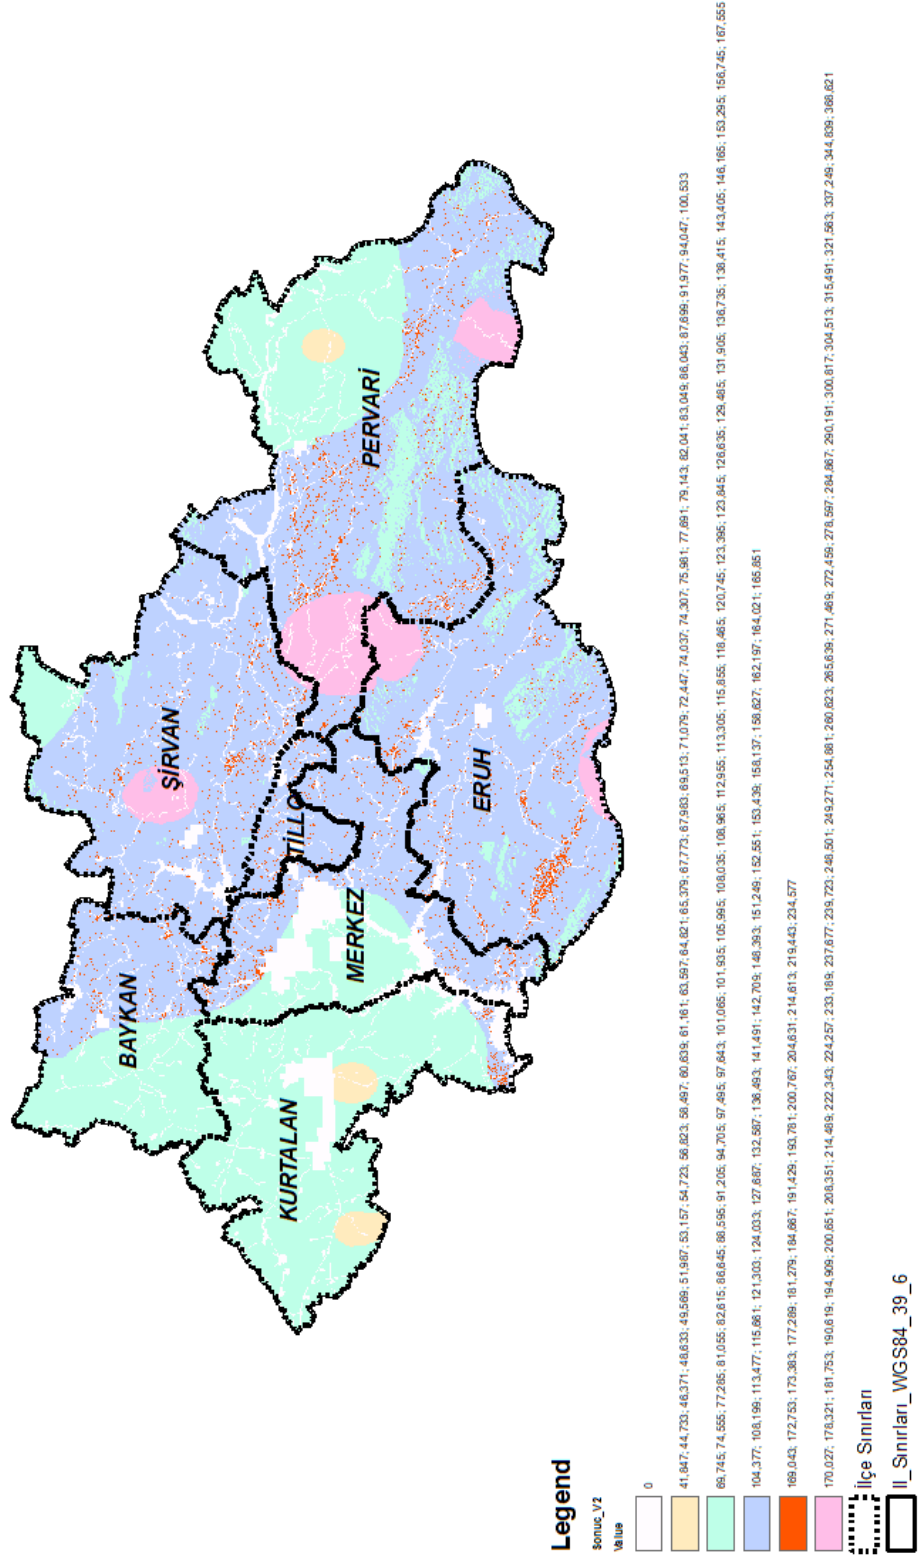 ŞİRVAN
PERVARİ
BAYKAN
TİLLO
MERKEZ
KURTALAN
ERUH
Legend
sonuc_V2
Value
0
41,847; 44,733; 46,371; 48,633; 49,569; 51,987; 53,157; 54,723; 56,823; 58,497; 60,639; 61,161; 63,597; 64,821; 65,379; 67,773; 67,983; 69,513; 71,079; 72,447; 74,037; 74,307; 75,981; 77,691; 79,143; 82,041; 83,049; 86,043; 87,699; 91,977; 94,047; 100,533
69,745; 74,555; 77,285; 81,055; 82,615; 86,645; 88,595; 91,205; 94,705; 97,495; 97,643; 101,065; 101,935; 105,995; 108,035; 108,965; 112,955; 113,305; 115,855; 118,465; 120,745; 123,395; 123,845; 126,635; 129,485; 131,905; 136,735; 138,415; 143,405; 146,165; 153,295; 156,745; 167,555
104,377; 108,199; 113,477; 115,661; 121,303; 124,033; 127,687; 132,587; 136,493; 141,491; 142,709; 148,393; 151,249; 152,551; 153,439; 158,137; 158,627; 162,197; 164,021; 165,851
169,043; 172,753; 173,383; 177,289; 181,279; 184,667; 191,429; 193,781; 200,767; 204,631; 214,613; 219,443; 234,577
170,027; 178,321; 181,753; 190,619; 194,909; 200,651; 208,351; 214,489; 222,343; 224,257; 233,189; 237,677; 239,723; 248,501; 249,271; 254,881; 260,623; 265,639; 271,469; 272,459; 278,597; 284,867; 290,191; 300,817; 304,513; 315,491; 321,563; 337,249; 344,839; 368,621
İlçe Sınırları
Il_Sınırları_WGS84_39_6